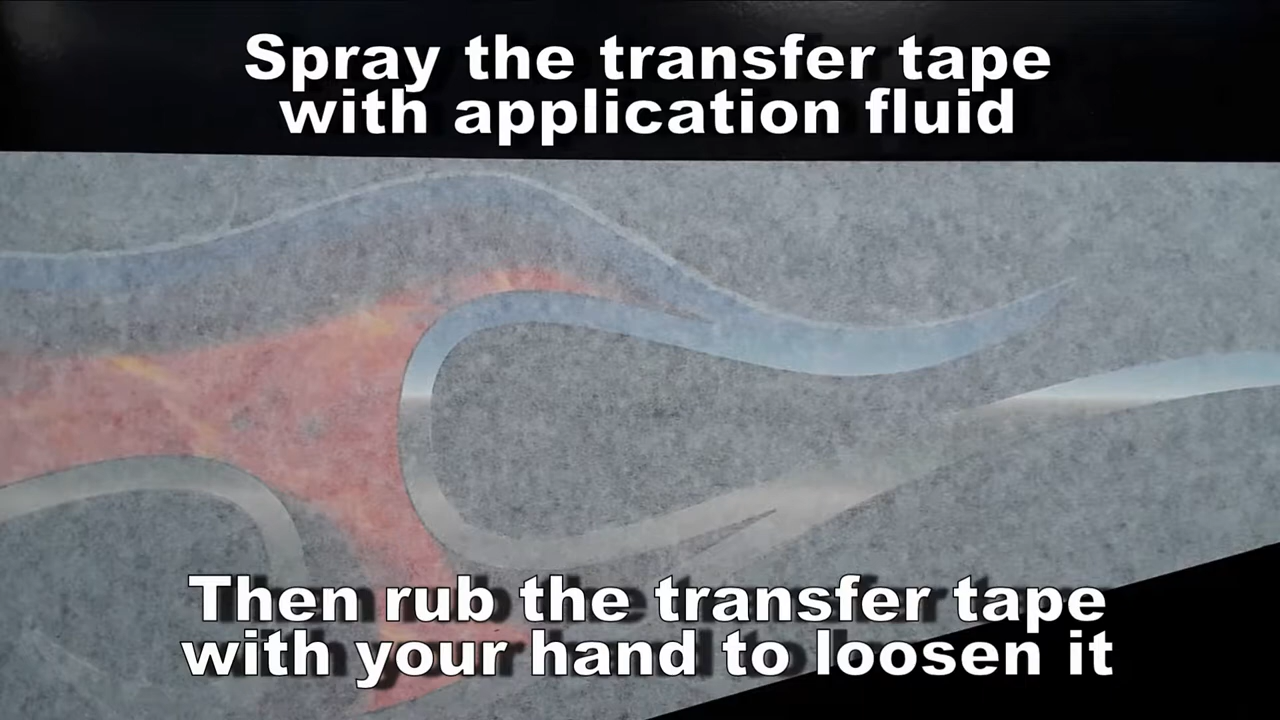 Spray the transfer tape
with application fluid
Then rub the transfer tape
with your hand to loosen it